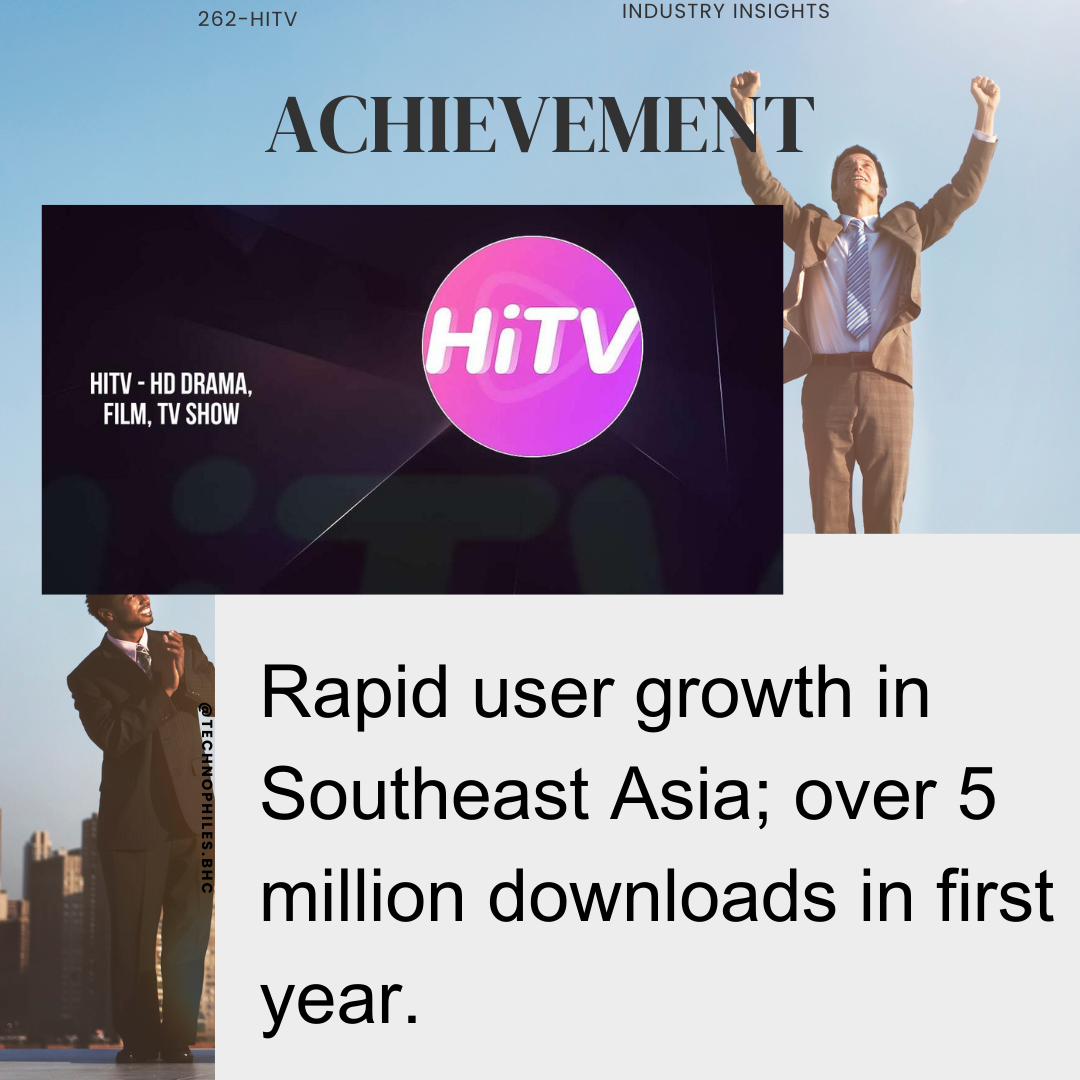 262-HITV
INDUSTRY INSIGHTS
ACHIEVEMENT
HiTV
HITV - HD DRAMA,
FILM, TV SHOW
@TECHNOPHILES.BHC
Rapid user growth in
Southeast Asia; over 5
million downloads in first
year.